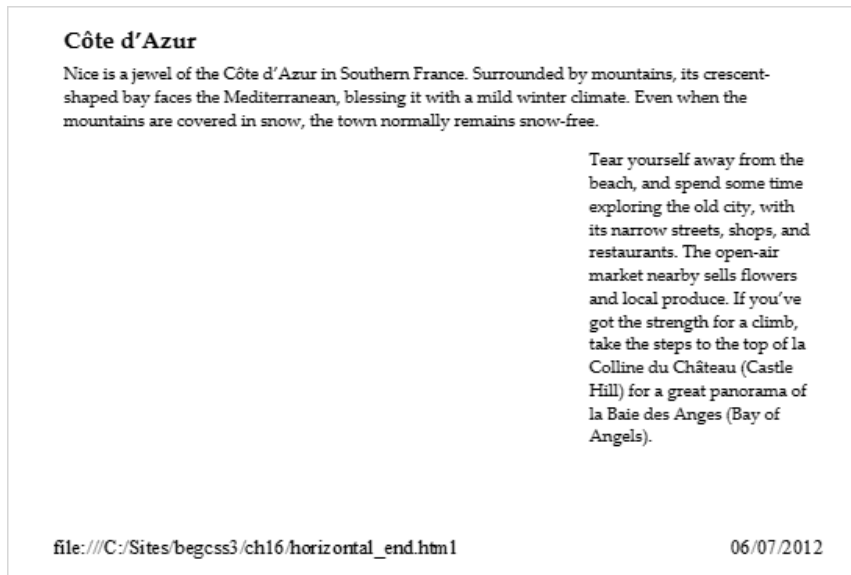 Côte d’Azur
Nice is a jewel of the Côte d’Azur in Southern France. Surrounded by mountains, its crescent-
shaped bay faces the Mediterranean, blessing it with a mild winter climate. Even when the
mountains are covered in snow, the town normally remains snow-free.
Tear yourself away from the
beach, and spend some time
exploring the old city, with
its narrow streets, shops, and
restaurants. The open-air
market nearby sells flowers
and local produce. If you’ve
got the strength for a climb,
take the steps to the top of la
Colline du Château (Castle
Hill) for a great panorama of
la Baie des Anges (Bay of
Angels).
file:///C:/Sites/begcss3/ch16/horizontal_end.html
06/07/2012